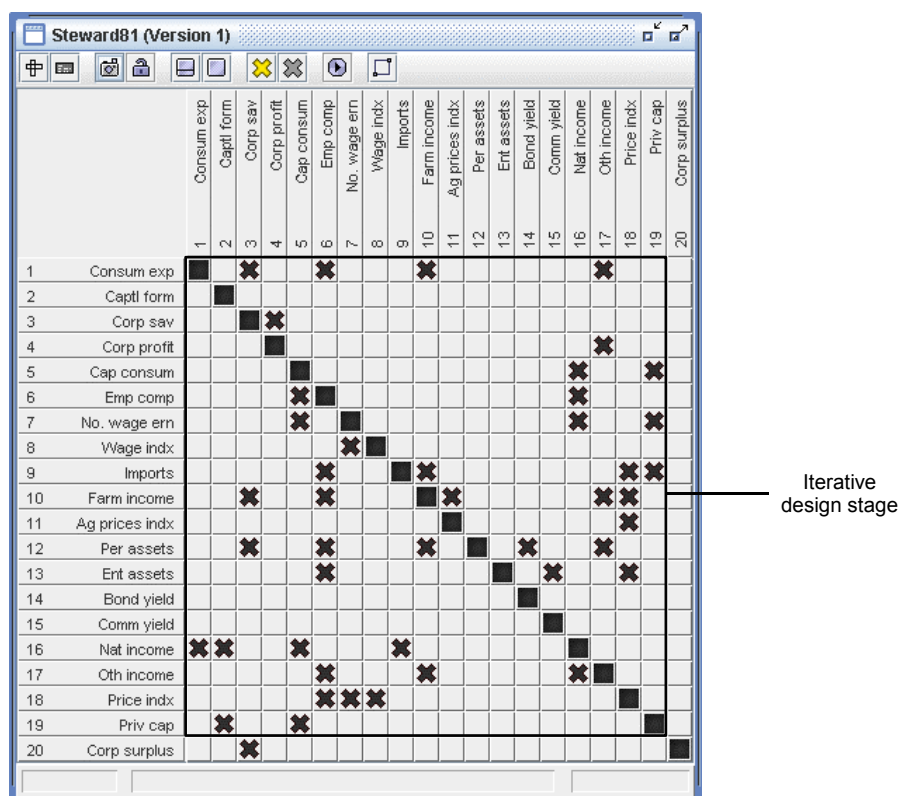 Steward81 (Version 1)
Consum exp
Captl form
Corp sav
Corp profit
Cap consum
Emp comp
No. wage ern
Wage indx
Imports
Farm income
Ag prices indx
Per assets
Ent assets
Bond yield
Comm yield
Nat income
Oth income
Price indx
Priv cap
Corp surplus
1 2 3 4 5 6 7 8 9 10 11 12 13 14 15 16 17 18 19 20
1 Consum exp
2 Captl form
3 Corp sav
4 Corp profit
5 Cap consum
6 Emp comp
7 No. wage ern
8 Wage indx
9 Imports
10 Farm income
11 Ag prices indx
12 Per assets
13 Ent assets
14 Bond yield
15 Comm yield
16 Nat income
17 Oth income
18 Price indx
19 Priv cap
20 Corp surplus
Iterative
design stage